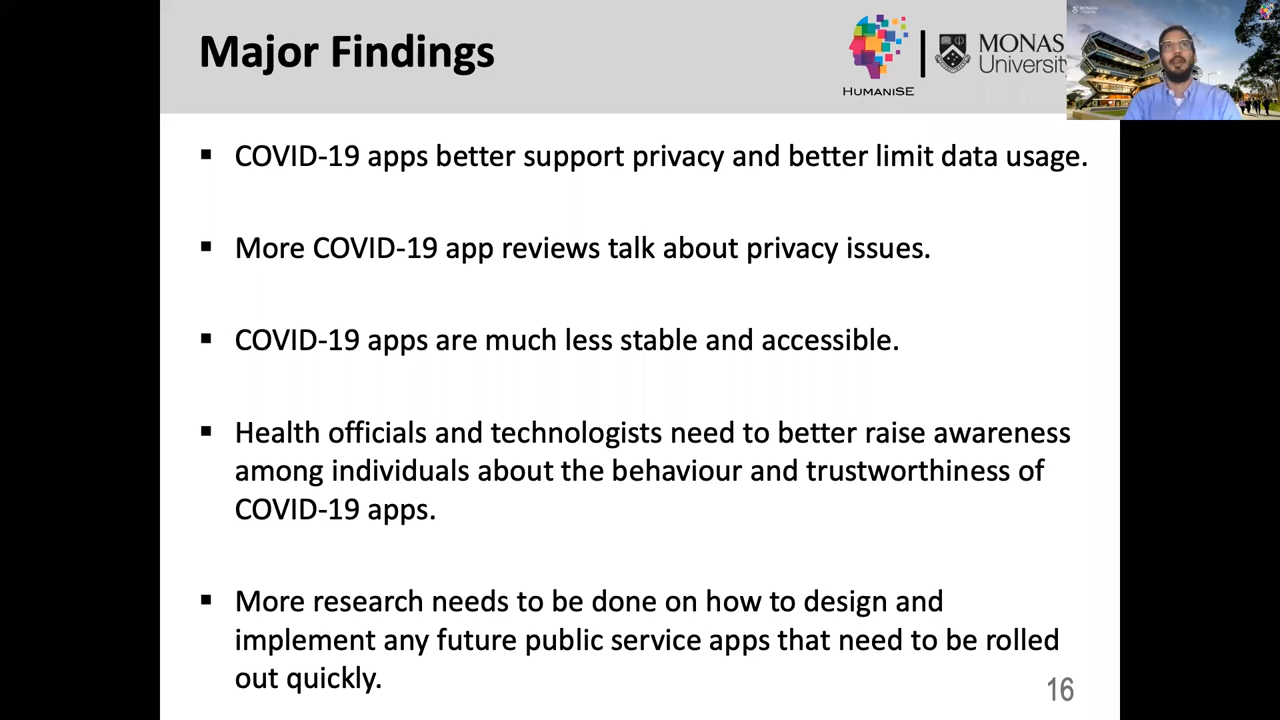 Major Findings
HUMANISE
MONAS
University
MONASH
University
▪ COVID-19 apps better support privacy and better limit data usage.
▪ More COVID-19 app reviews talk about privacy issues.
▪ COVID-19 apps are much less stable and accessible.
▪ Health officials and technologists need to better raise awareness
among individuals about the behaviour and trustworthiness of
COVID-19 apps.
▪ More research needs to be done on how to design and
implement any future public service apps that need to be rolled
out quickly.
16